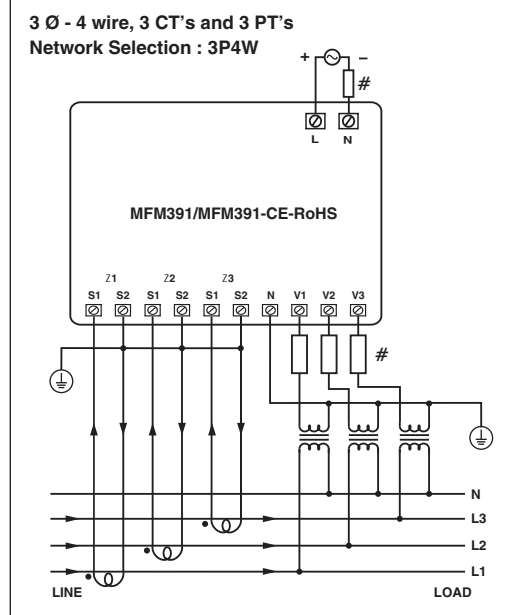 3 Ø - 4 wire, 3 CT's and 3 PT's
Network Selection : 3P4W
+ ~ –
#
L N
MFM391/MFM391-CE-RoHS
Z1 Z2 Z3
S1 S2 S1 S2 S1 S2 N V1 V2 V3
#
N
L3
L2
L1
LINE LOAD